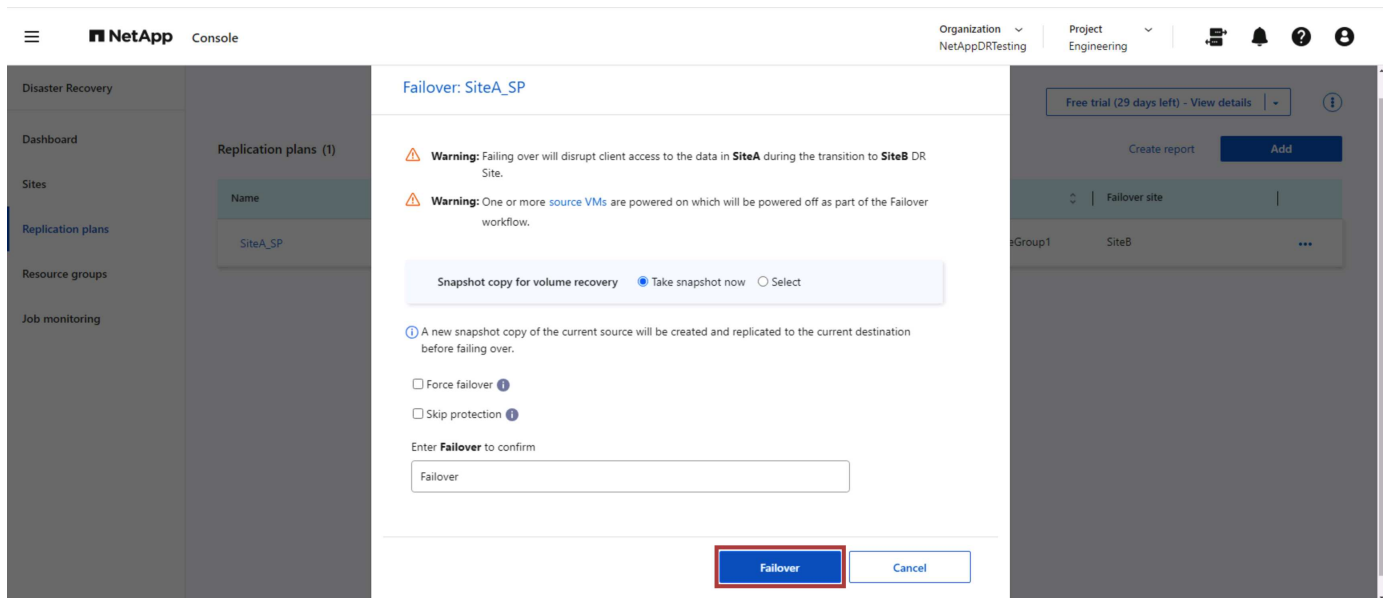 NetApp Console
Organization
NetAppDRTesting
Project
Engineering
Disaster Recovery
Dashboard
Sites
Replication plans
Resource groups
Job monitoring
Free trial (29 days left) - View details
Replication plans (1)
Create report
Add
Name
Failover site
SiteA_SP
eGroup1
SiteB
Failover: SiteA_SP
Warning: Failing over will disrupt client access to the data in SiteA during the transition to SiteB DR
Site.
Warning: One or more source VMs are powered on which will be powered off as part of the Failover
workflow.
Snapshot copy for volume recovery Take snapshot now Select
A new snapshot copy of the current source will be created and replicated to the current destination
before failing over.
Force failover
Skip protection
Enter Failover to confirm
Failover
Failover
Cancel